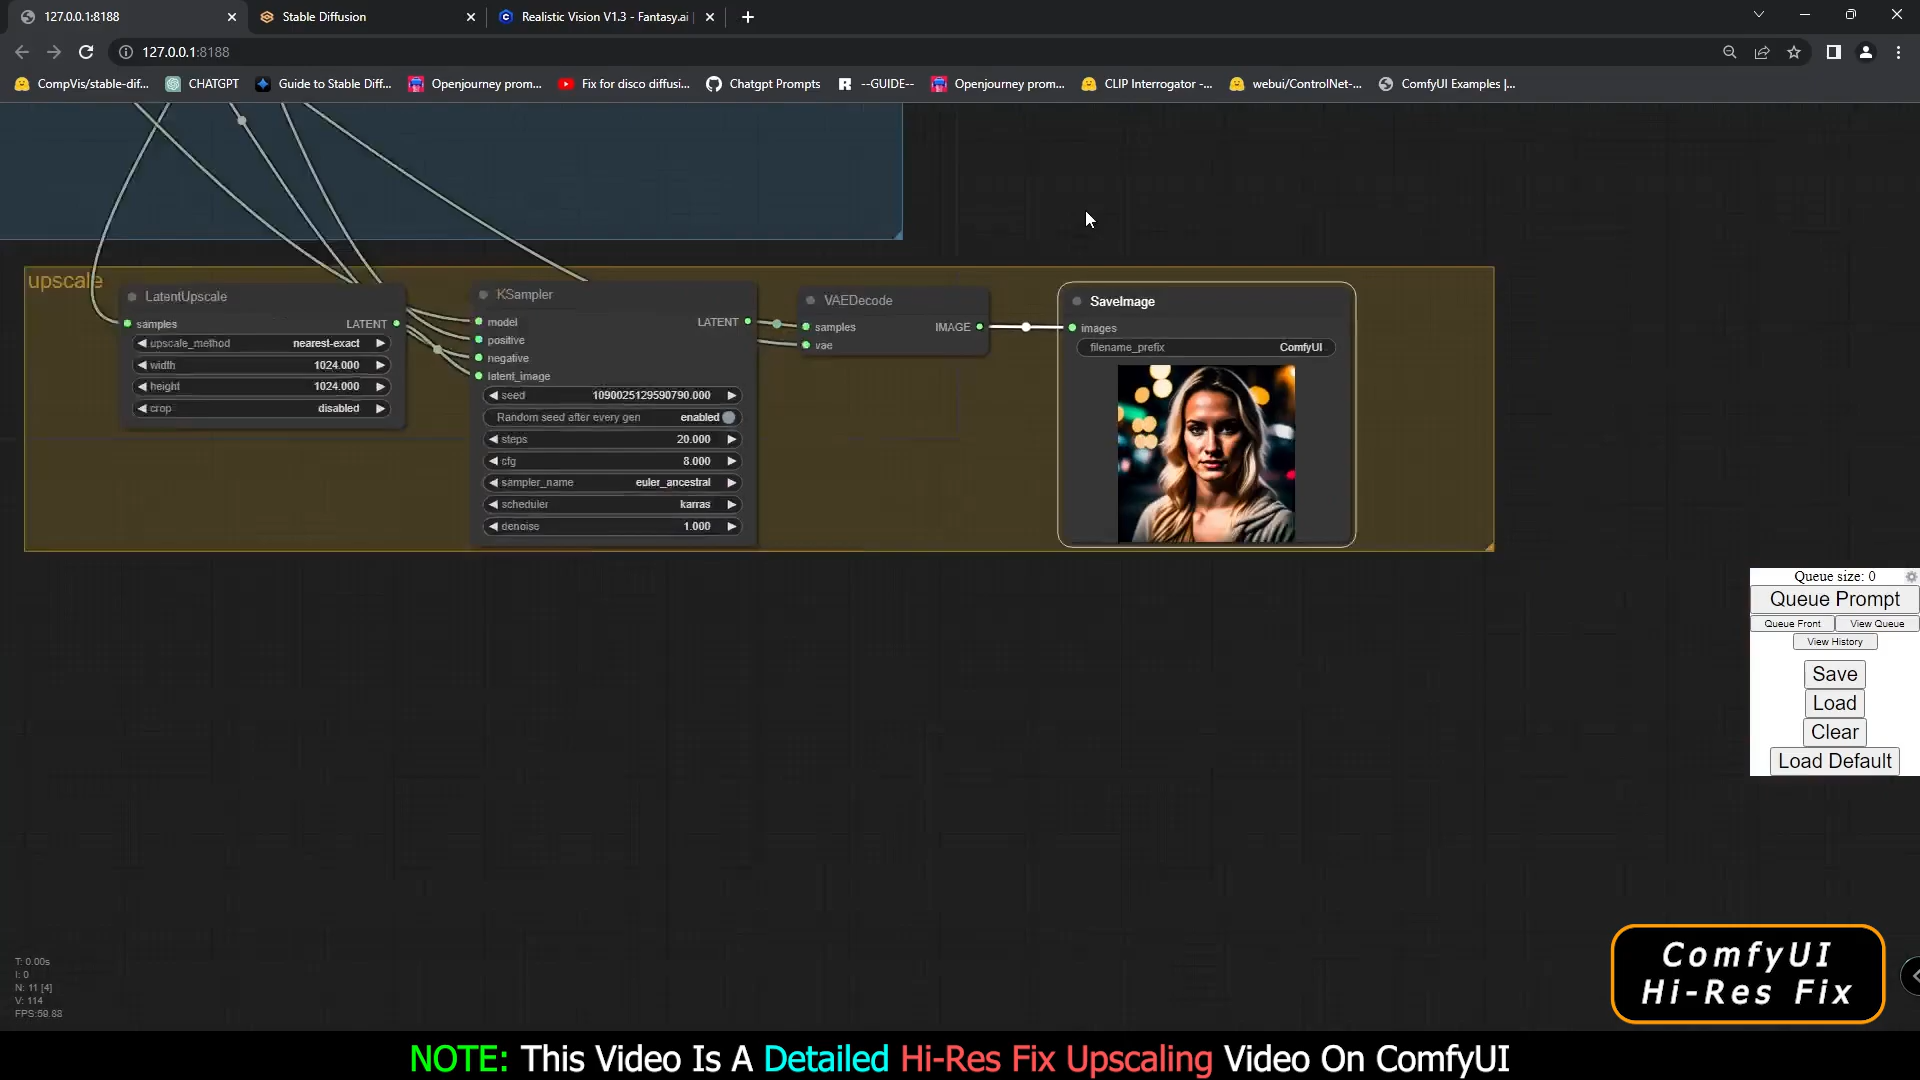 127.0.0.1:8188
Stable Diffusion
Realistic Vision V1.3 - Fantasy.ai
127.0.0.1:8188
CompVis/stable-dif...
CHATGPT
Guide to Stable Diff...
Openjourney prom...
Fix for disco diffusi...
Chatgpt Prompts
--GUIDE--
Openjourney prom...
CLIP Interrogator -...
webui/ControlNet-...
ComfyUI Examples |...
upscale
LatentUpscale
samples
LATENT
upscale_method
nearest-exact
width
1024.000
height
1024.000
crop
disabled
KSampler
model
LATENT
positive
negative
latent_image
seed
1090025129590790.000
Random seed after every gen
enabled
steps
20.000
cfg
8.000
sampler_name
euler_ancestral
scheduler
karras
denoise
1.000
VAEDecode
samples
IMAGE
vae
SaveImage
images
filename_prefix
ComfyUI
Queue size: 0
Queue Prompt
Queue Front
View Queue
View History
Save
Load
Clear
Load Default
T: 0.00s
I: 0
N: 11 [4]
V: 114
FPS:59.88
ComfyUI
Hi-Res Fix
NOTE: This Video Is A Detailed Hi-Res Fix Upscaling Video On ComfyUI